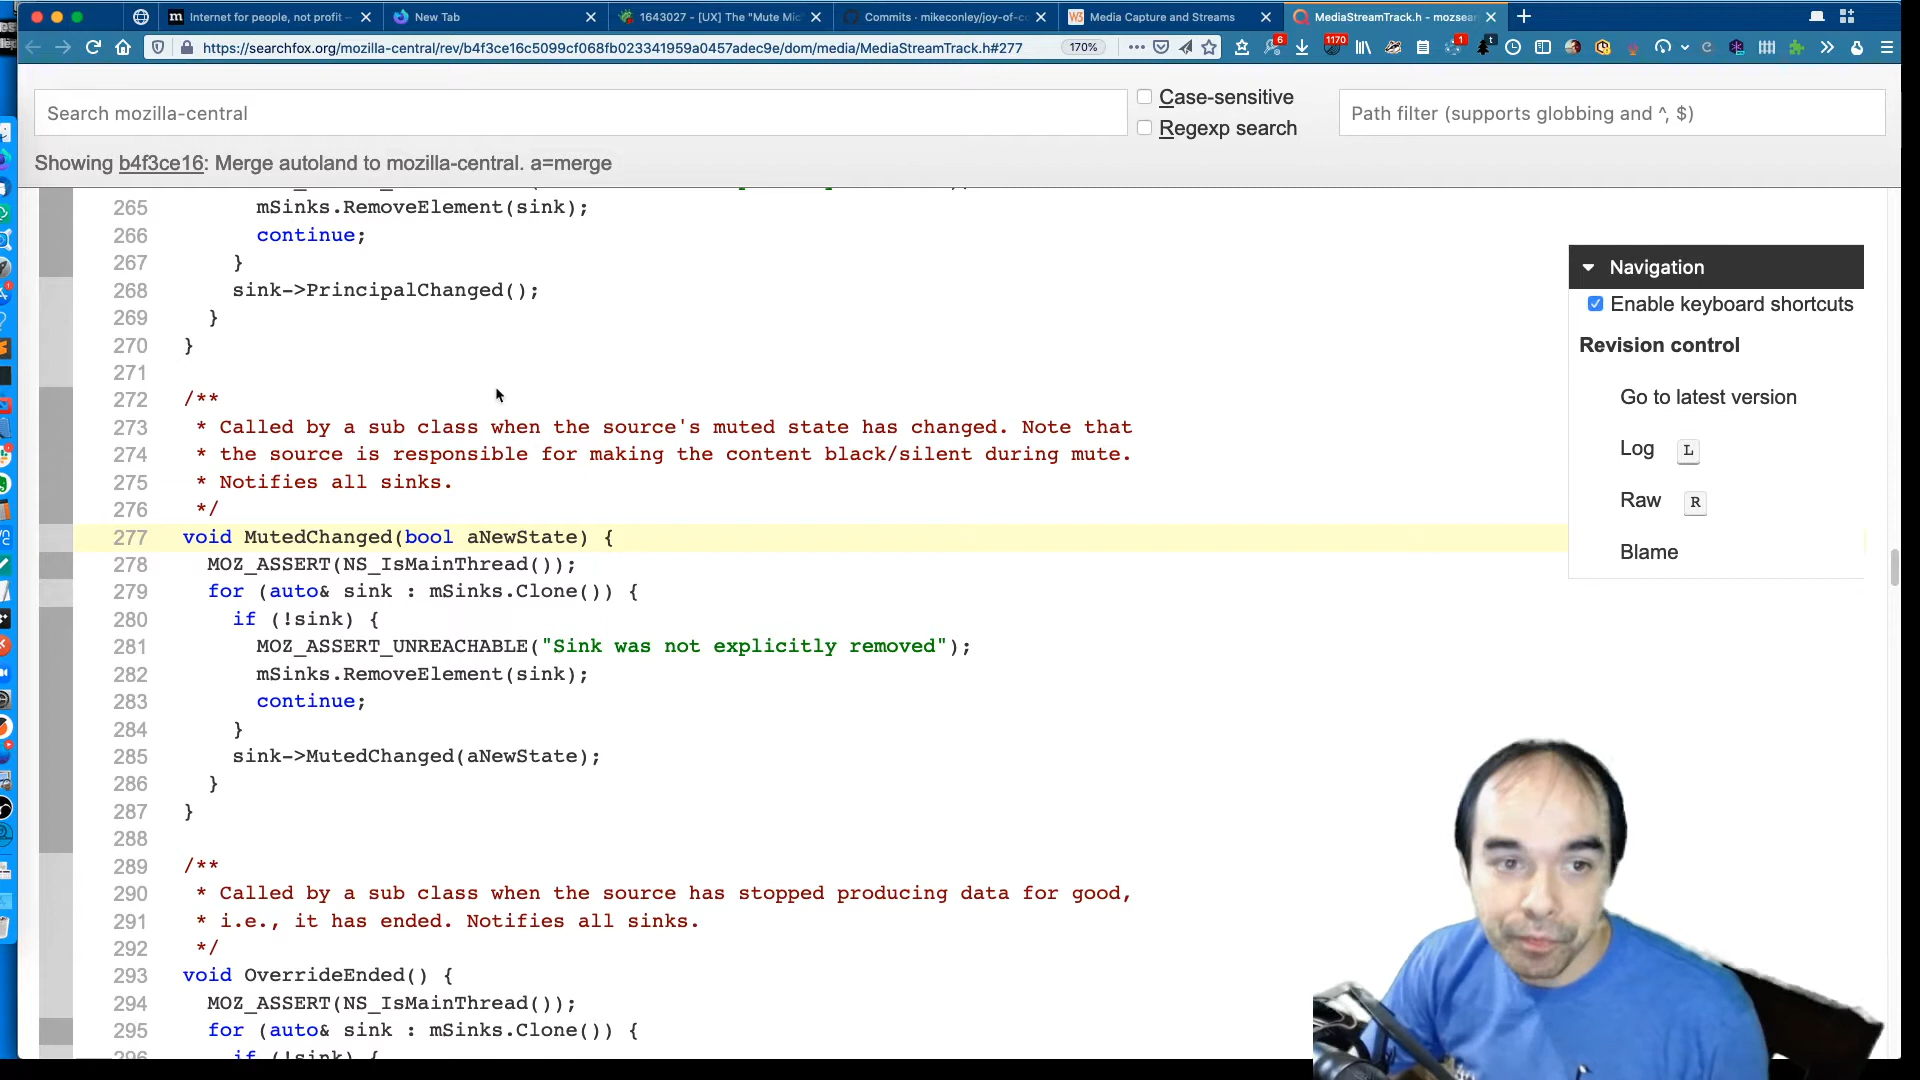 Internet for people, not profit —
New Tab
1643027 - [UX] The "Mute Mic
Commits · mikeconley/joy-of-co
Media Capture and Streams
MediaStreamTrack.h - mozsear
https://searchfox.org/mozilla-central/rev/b4f3ce16c5099cf068fb023341959a0457adec9e/dom/media/MediaStreamTrack.h#277
170%
6
1170
1
t
Search mozilla-central
Case-sensitive
Regexp search
Path filter (supports globbing and ^, $)
Showing b4f3ce16: Merge autoland to mozilla-central. a=merge
265 mSinks.RemoveElement(sink);
266 continue;
267 }
268 sink->PrincipalChanged();
269 }
270 }
271
272 /**
273 * Called by a sub class when the source's muted state has changed. Note that
274 * the source is responsible for making the content black/silent during mute.
275 * Notifies all sinks.
276 */
277 void MutedChanged(bool aNewState) {
278 MOZ_ASSERT(NS_IsMainThread());
279 for (auto& sink : mSinks.Clone()) {
280 if (!sink) {
281 MOZ_ASSERT_UNREACHABLE("Sink was not explicitly removed");
282 mSinks.RemoveElement(sink);
283 continue;
284 }
285 sink->MutedChanged(aNewState);
286 }
287 }
288
289 /**
290 * Called by a sub class when the source has stopped producing data for good,
291 * i.e., it has ended. Notifies all sinks.
292 */
293 void OverrideEnded() {
294 MOZ_ASSERT(NS_IsMainThread());
295 for (auto& sink : mSinks.Clone()) {
296 if (!sink) {
Navigation
Enable keyboard shortcuts
Revision control
Go to latest version
Log L
Raw R
Blame